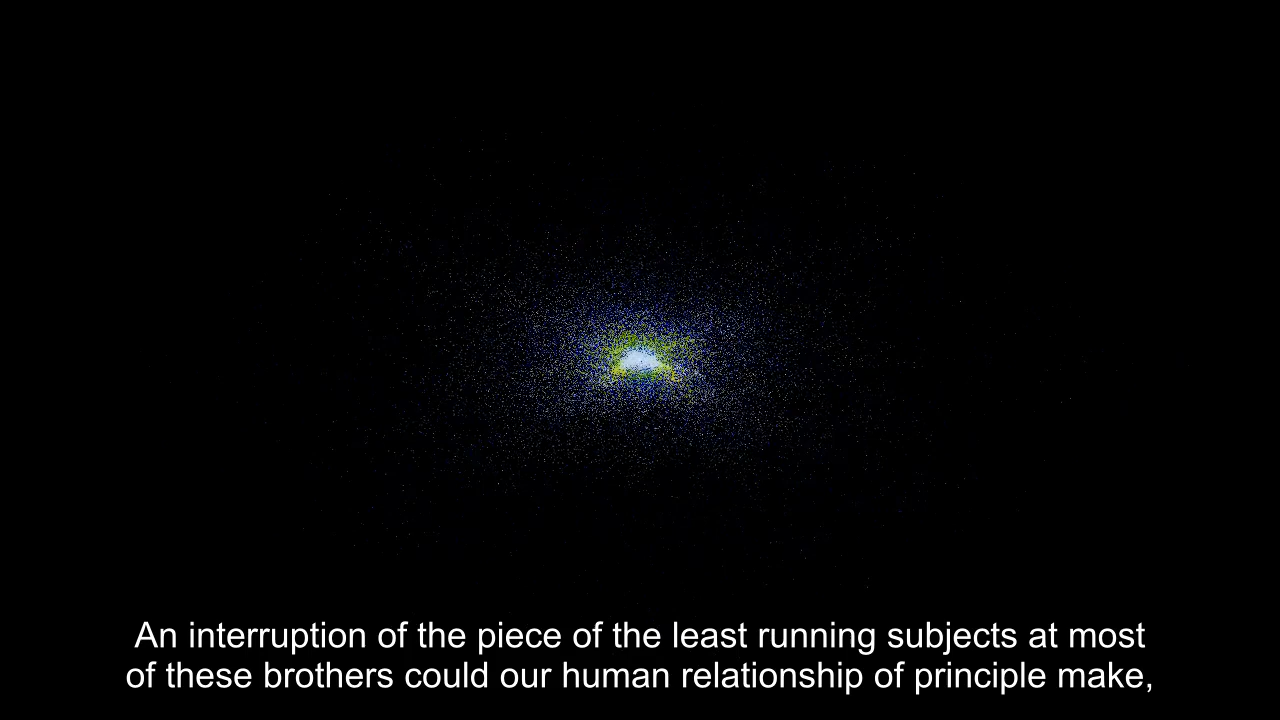 An interruption of the piece of the least running subjects at most
of these brothers could our human relationship of principle make,